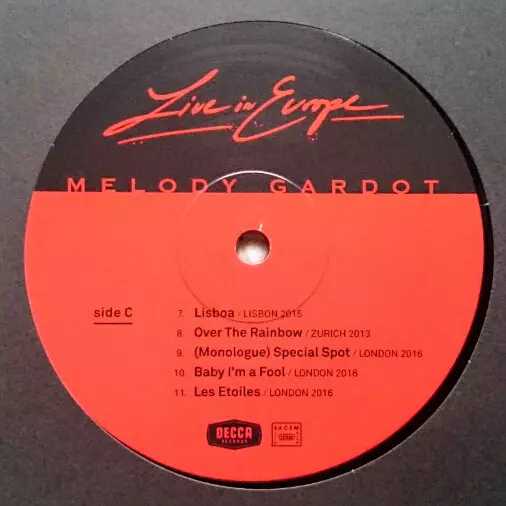 Live in Europe
MELODY GARDOT
side C
7. Lisboa / LISBON 2015
8. Over The Rainbow / ZURICH 2013
9. (Monologue) Special Spot / LONDON 2016
10. Baby I'm a Fool / LONDON 2016
11. Les Etoiles / LONDON 2016
DECCA
RECORDS
SACEM